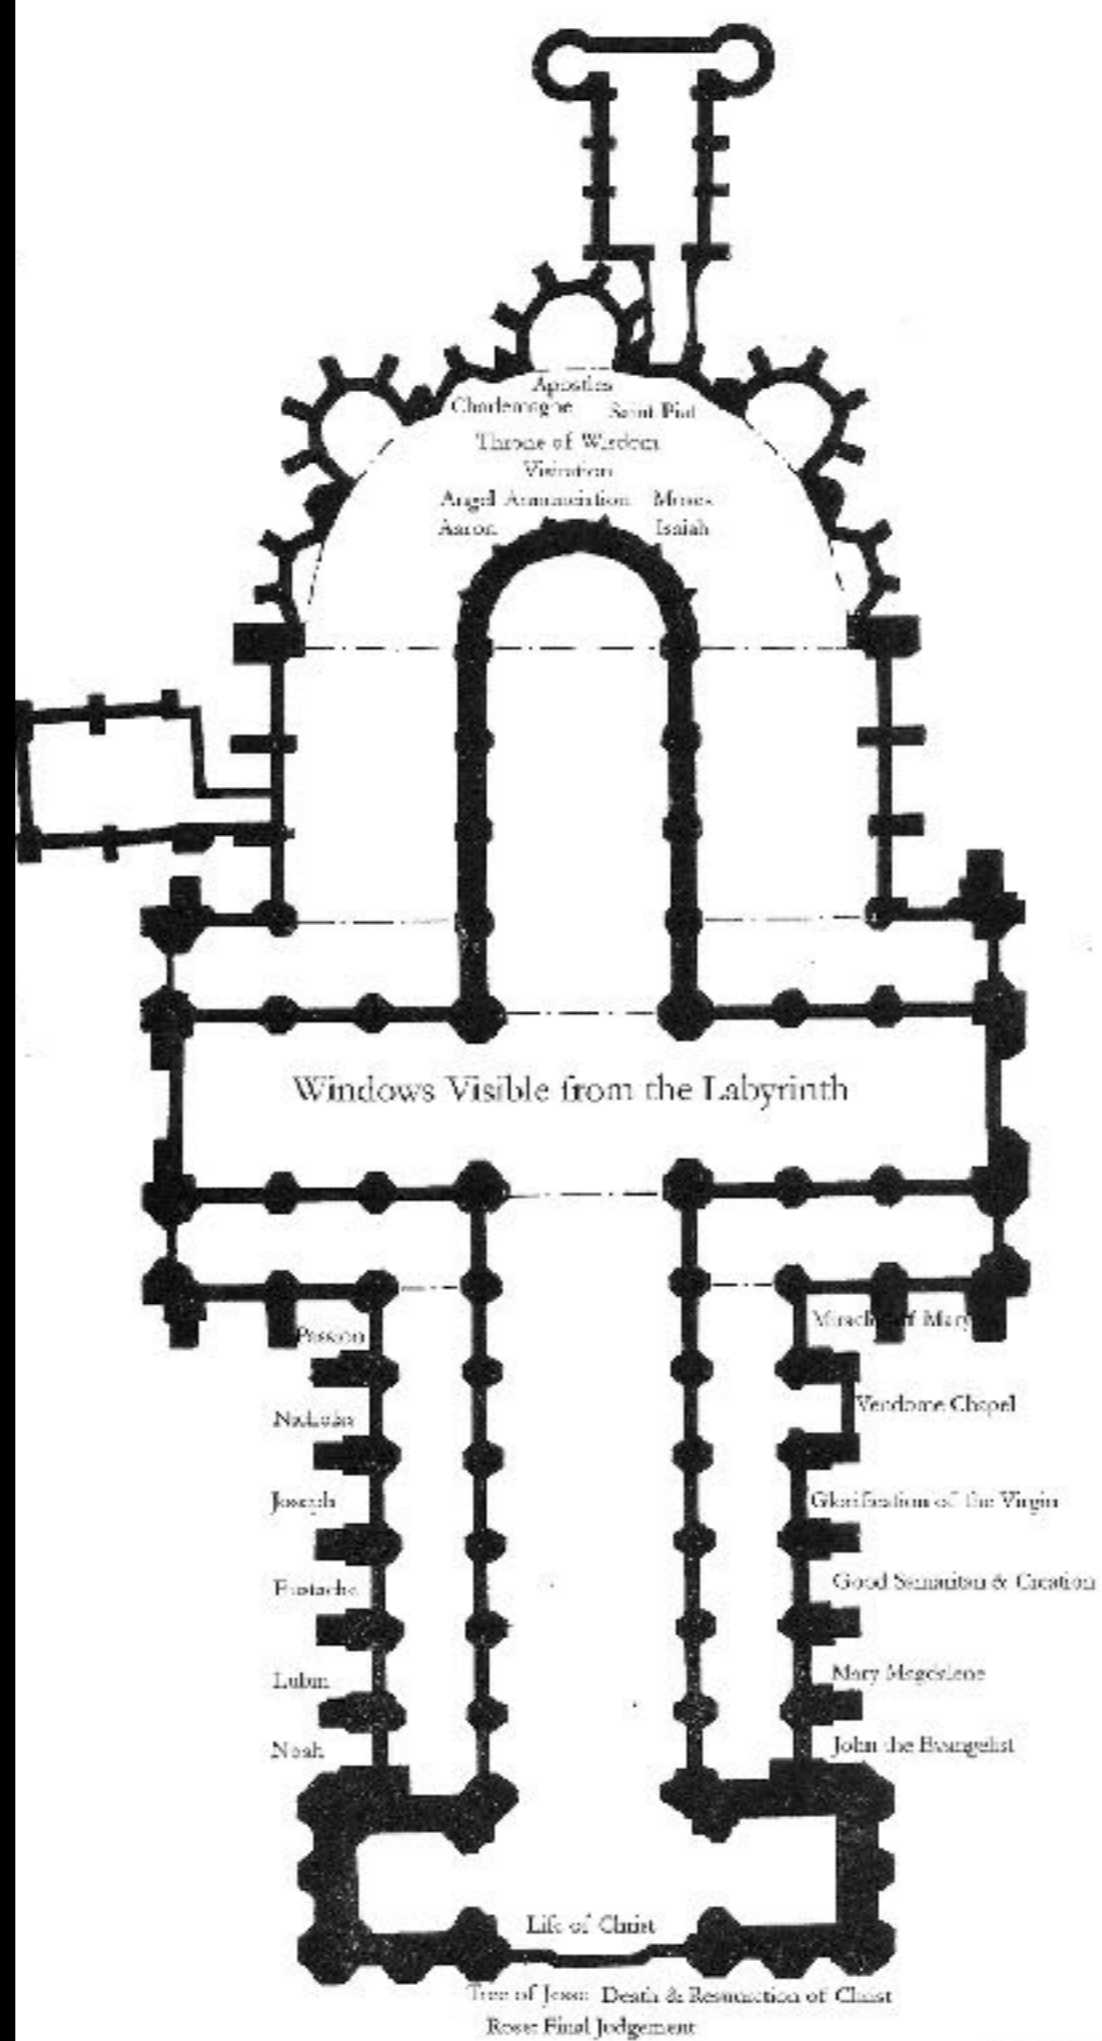 Apostles
Charlemagne Saint Piat
Throne of Wisdom
Visitation
Angel Annunciation Moses
Aaron Isaiah
Windows Visible from the Labyrinth
Passion
Miracles of Mary
Nicholas
Vendome Chapel
Joseph
Glorification of the Virgin
Eustache
Good Samaritan & Creation
Lubin
Mary Magdalene
Noah
John the Evangelist
Life of Christ
Tree of Jesse Death & Resurrection of Christ
Rose: Final Judgement